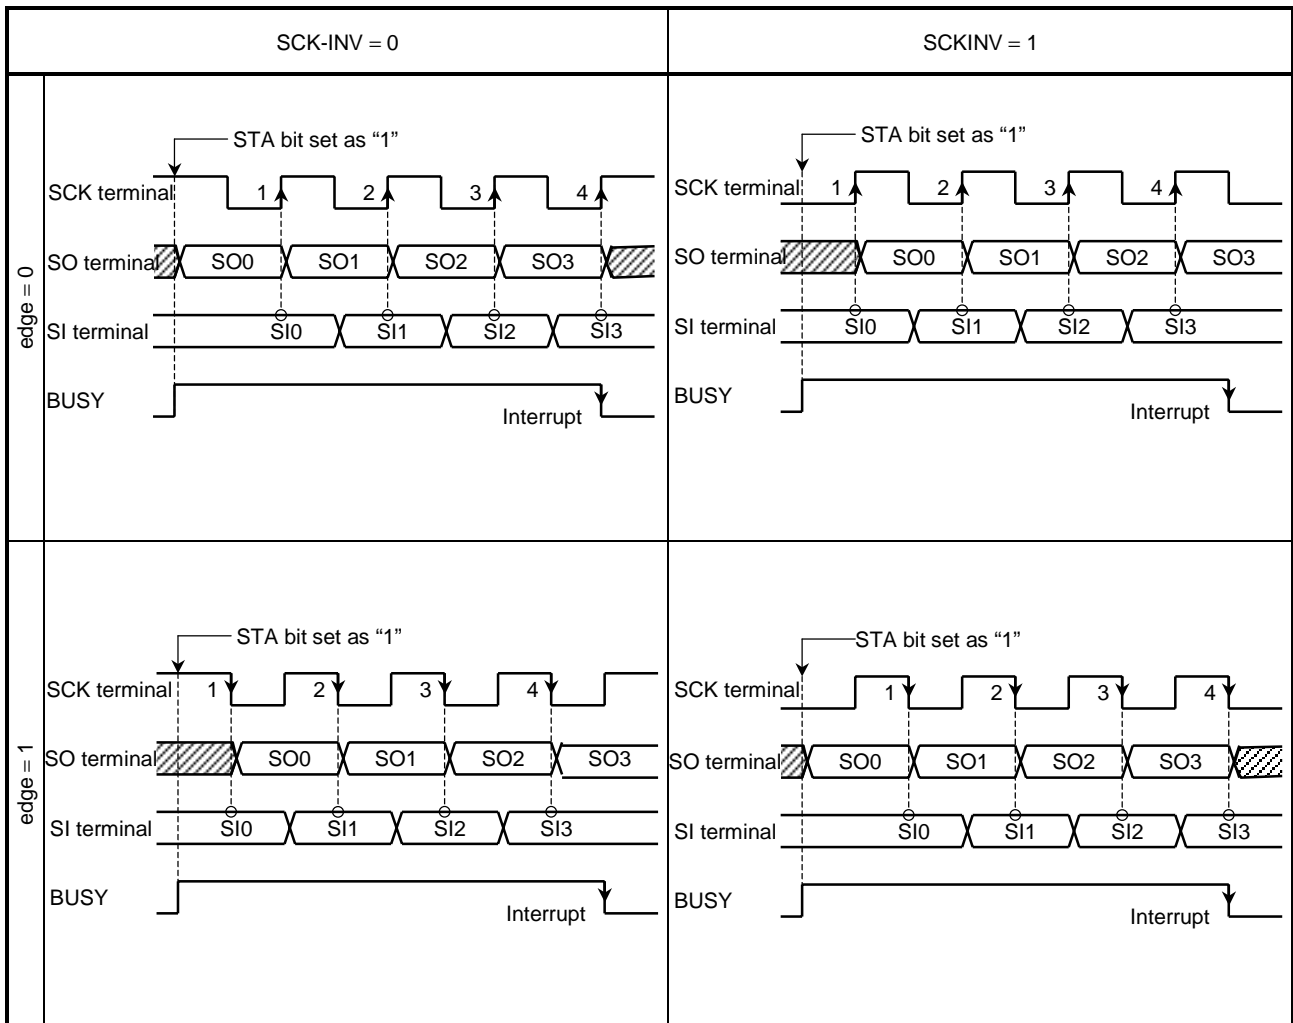 SCK-INV = 0
SCKINV = 1
edge = 0
STA bit set as “1”
SCK terminal 1 2 3 4
SO terminal SO0 SO1 SO2 SO3
SI terminal SI0 SI1 SI2 SI3
BUSY
Interrupt
STA bit set as “1”
SCK terminal 1 2 3 4
SO terminal SO0 SO1 SO2 SO3
SI terminal SI0 SI1 SI2 SI3
BUSY
Interrupt
edge = 1
STA bit set as “1”
SCK terminal 1 2 3 4
SO terminal SO0 SO1 SO2 SO3
SI terminal SI0 SI1 SI2 SI3
BUSY
Interrupt
STA bit set as “1”
SCK terminal 1 2 3 4
SO terminal SO0 SO1 SO2 SO3
SI terminal SI0 SI1 SI2 SI3
BUSY
Interrupt